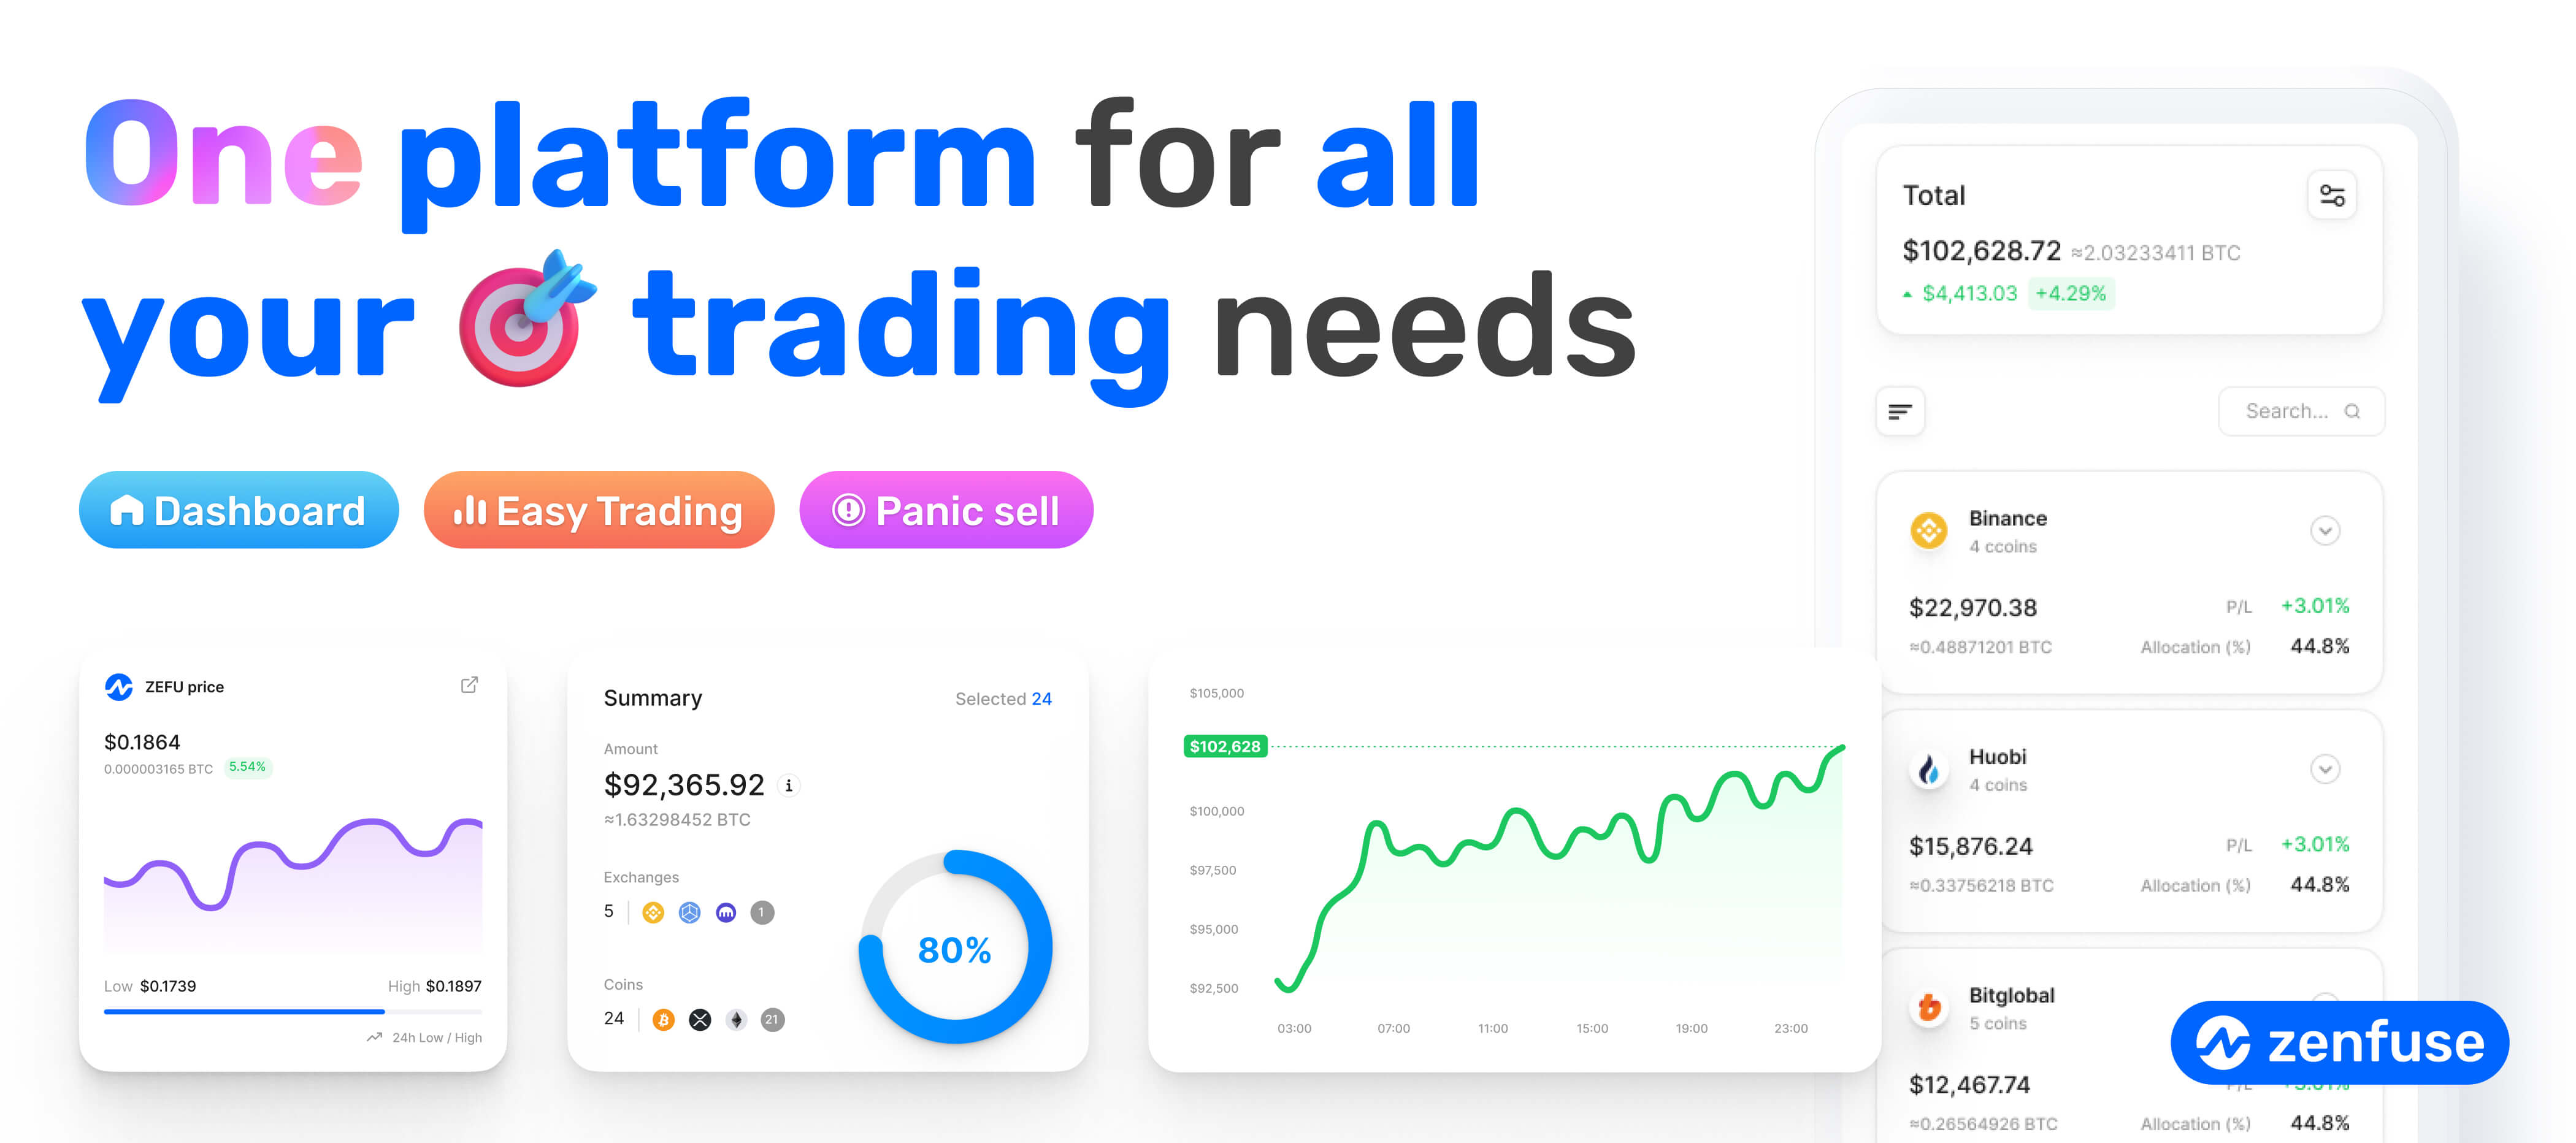 One platform for all
your trading needs
Dashboard
Easy Trading
Panic sell
ZEFU price
$0.1864
0.000003165 BTC 5.54%
Low $0.1739 High $0.1897
24h Low / High
Summary Selected 24
Amount
$92,365.92
≈1.63298452 BTC
Exchanges
5 1
Coins
24 21
80%
$105,000
$102,628
$100,000
$97,500
$95,000
$92,500
03:00 07:00 11:00 15:00 19:00 23:00
Total
$102,628.72 ≈2.03233411 BTC
$4,413.03 +4.29%
Search...
Binance
4 ccoins
$22,970.38 P/L +3.01%
≈0.48871201 BTC Allocation (%) 44.8%
Huobi
4 coins
$15,876.24 P/L +3.01%
≈0.33756218 BTC Allocation (%) 44.8%
Bitglobal
5 coins
$12,467.74
≈0.26564926 BTC Allocation (%) 44.8%
zenfuse